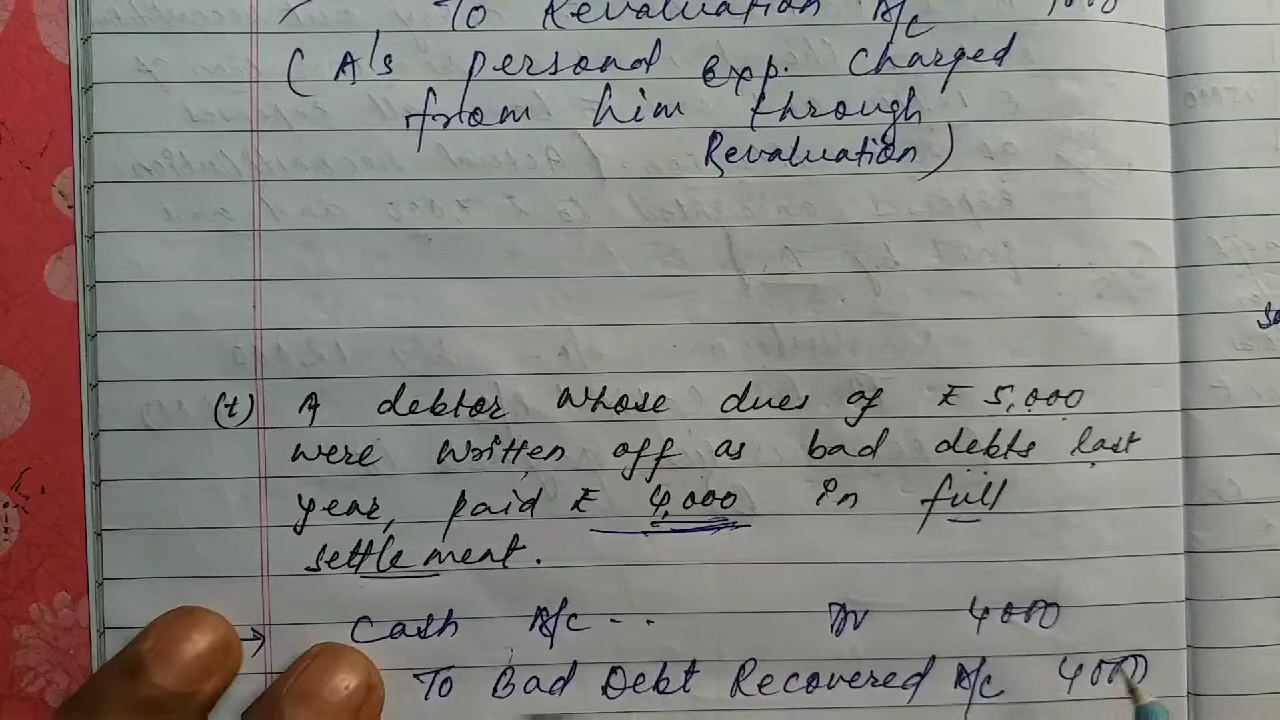 To Revaluation A/c 1000
( A's personal Exp. charged
from him through
Revaluation )
(t) A debtor whose dues of ₹ 5,000
were written off as bad debts last
year, paid ₹ 4,000 in full
settlement.
→ Cash A/c -- Dr 4000
To Bad Debt Recovered A/c 4000